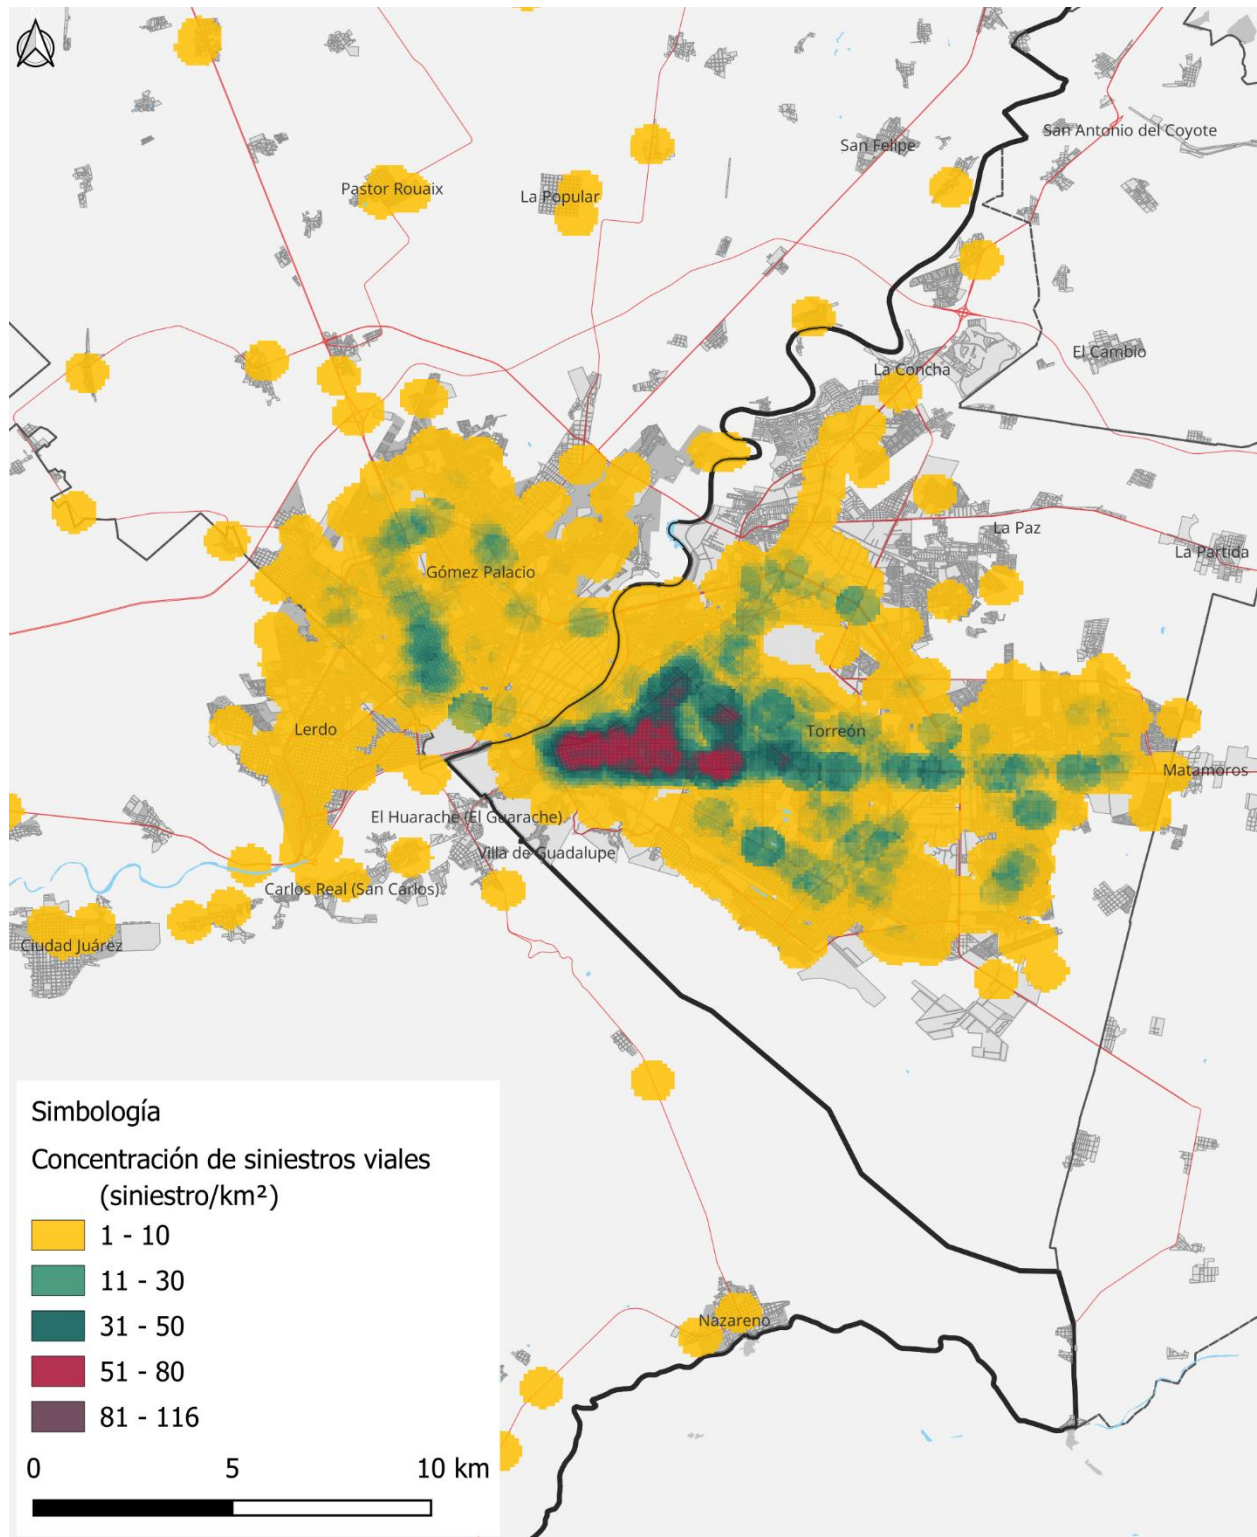 San Antonio del Coyote
San Felipe
Pastor Rouaix
La Popular
El Cambio
La Concha
La Paz
La Partida
Gómez Palacio
Lerdo
Torreón
Matamoros
El Huarache (El Guarache)
Villa de Guadalupe
Carlos Real (San Carlos)
Ciudad Juárez
Nazareno
Simbología
Concentración de siniestros viales
(siniestro/km²)
1 - 10
11 - 30
31 - 50
51 - 80
81 - 116
0 5 10 km